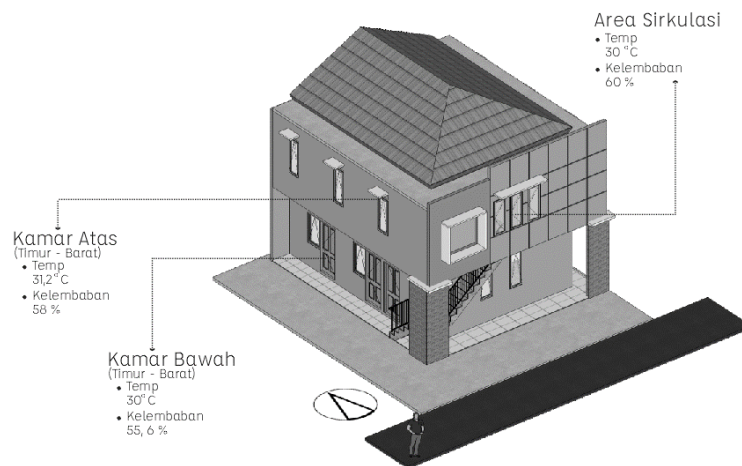 Area Sirkulasi
• Temp
30 °C
• Kelembaban
60 %
Kamar Atas
(Timur - Barat)
• Temp
31,2°C
• Kelembaban
58 %
Kamar Bawah
(Timur - Barat)
• Temp
30°C
• Kelembaban
55, 6 %